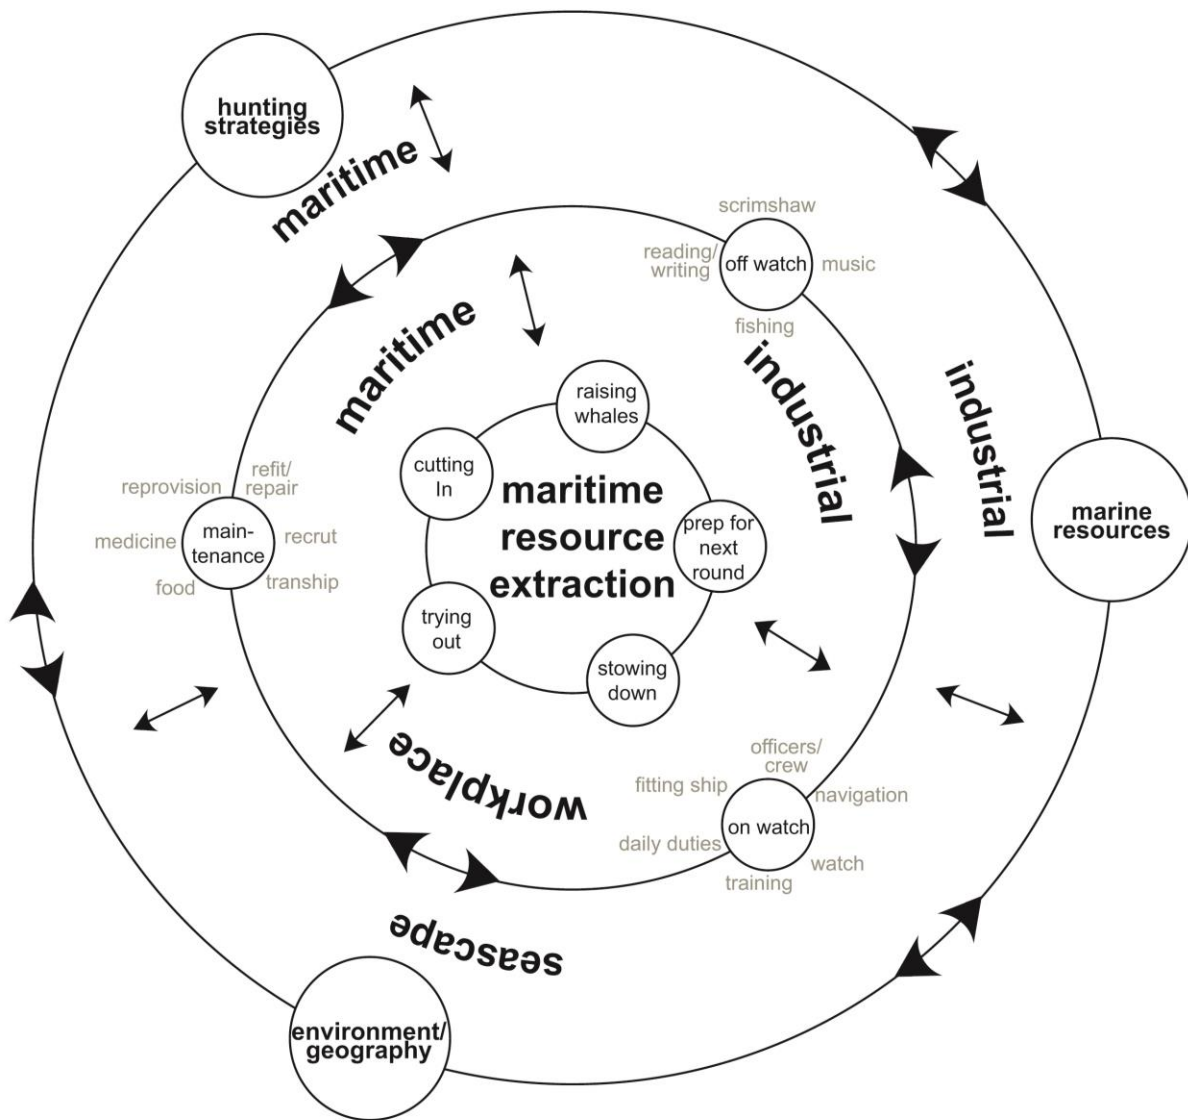 hunting
strategies
maritime
scrimshaw
reading/
writing
off watch
music
fishing
maritime
industrial
industrial
raising
whales
cutting
In
maritime
resource
extraction
prep for
next
round
marine
resources
refit/
repair
reprovision
medicine
main-
tenance
recrut
food
tranship
trying
out
stowing
down
workplace
officers/
crew
fitting ship
navigation
on watch
daily duties
watch
training
seascape
environment/
geography